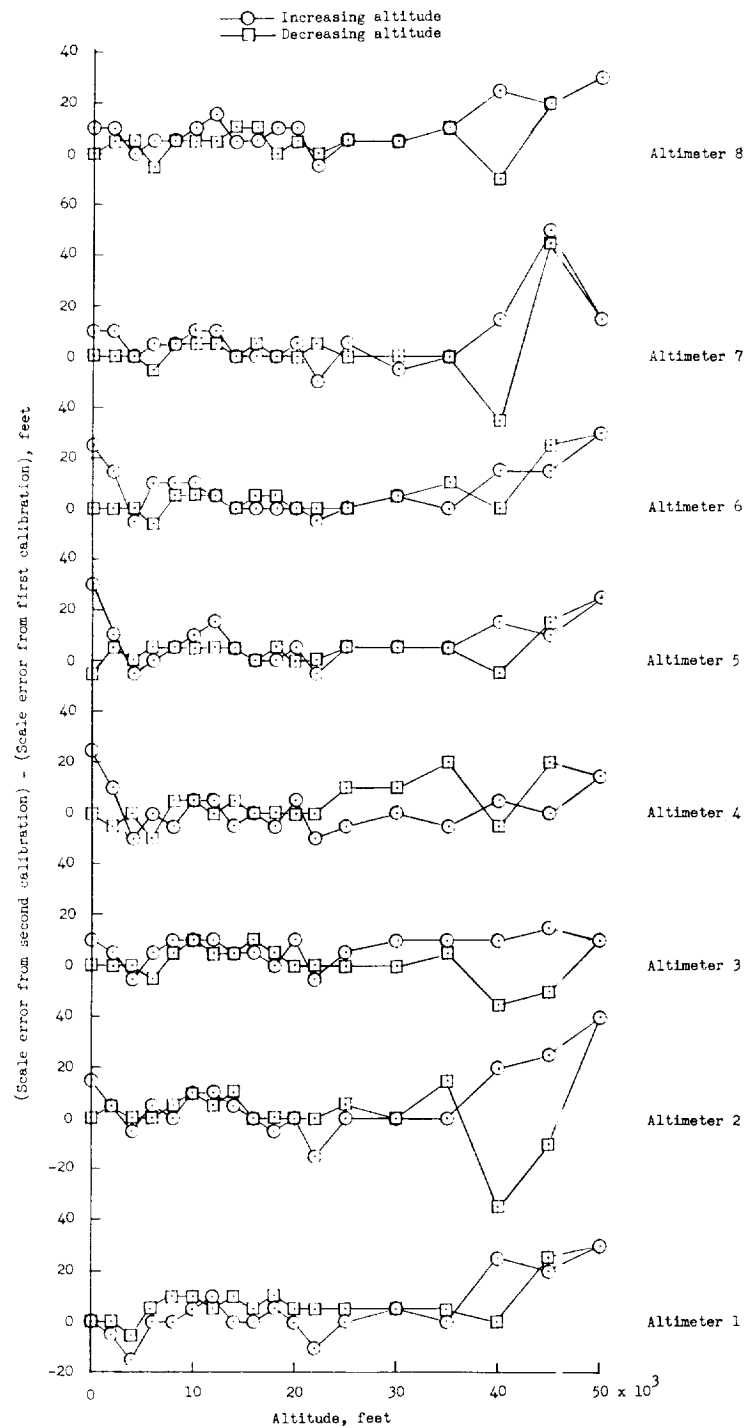 Increasing altitude
Decreasing altitude
40
20
0
Altimeter 8
60
40
20
0
Altimeter 7
40
20
0
Altimeter 6
40
20
0
Altimeter 5
40
20
0
Altimeter 4
40
20
0
Altimeter 3
40
20
0
Altimeter 2
-20
40
20
0
Altimeter 1
-20
0 10 20 30 40 50 x 10³
Altitude, feet
(Scale error from second calibration) - (Scale error from first calibration), feet